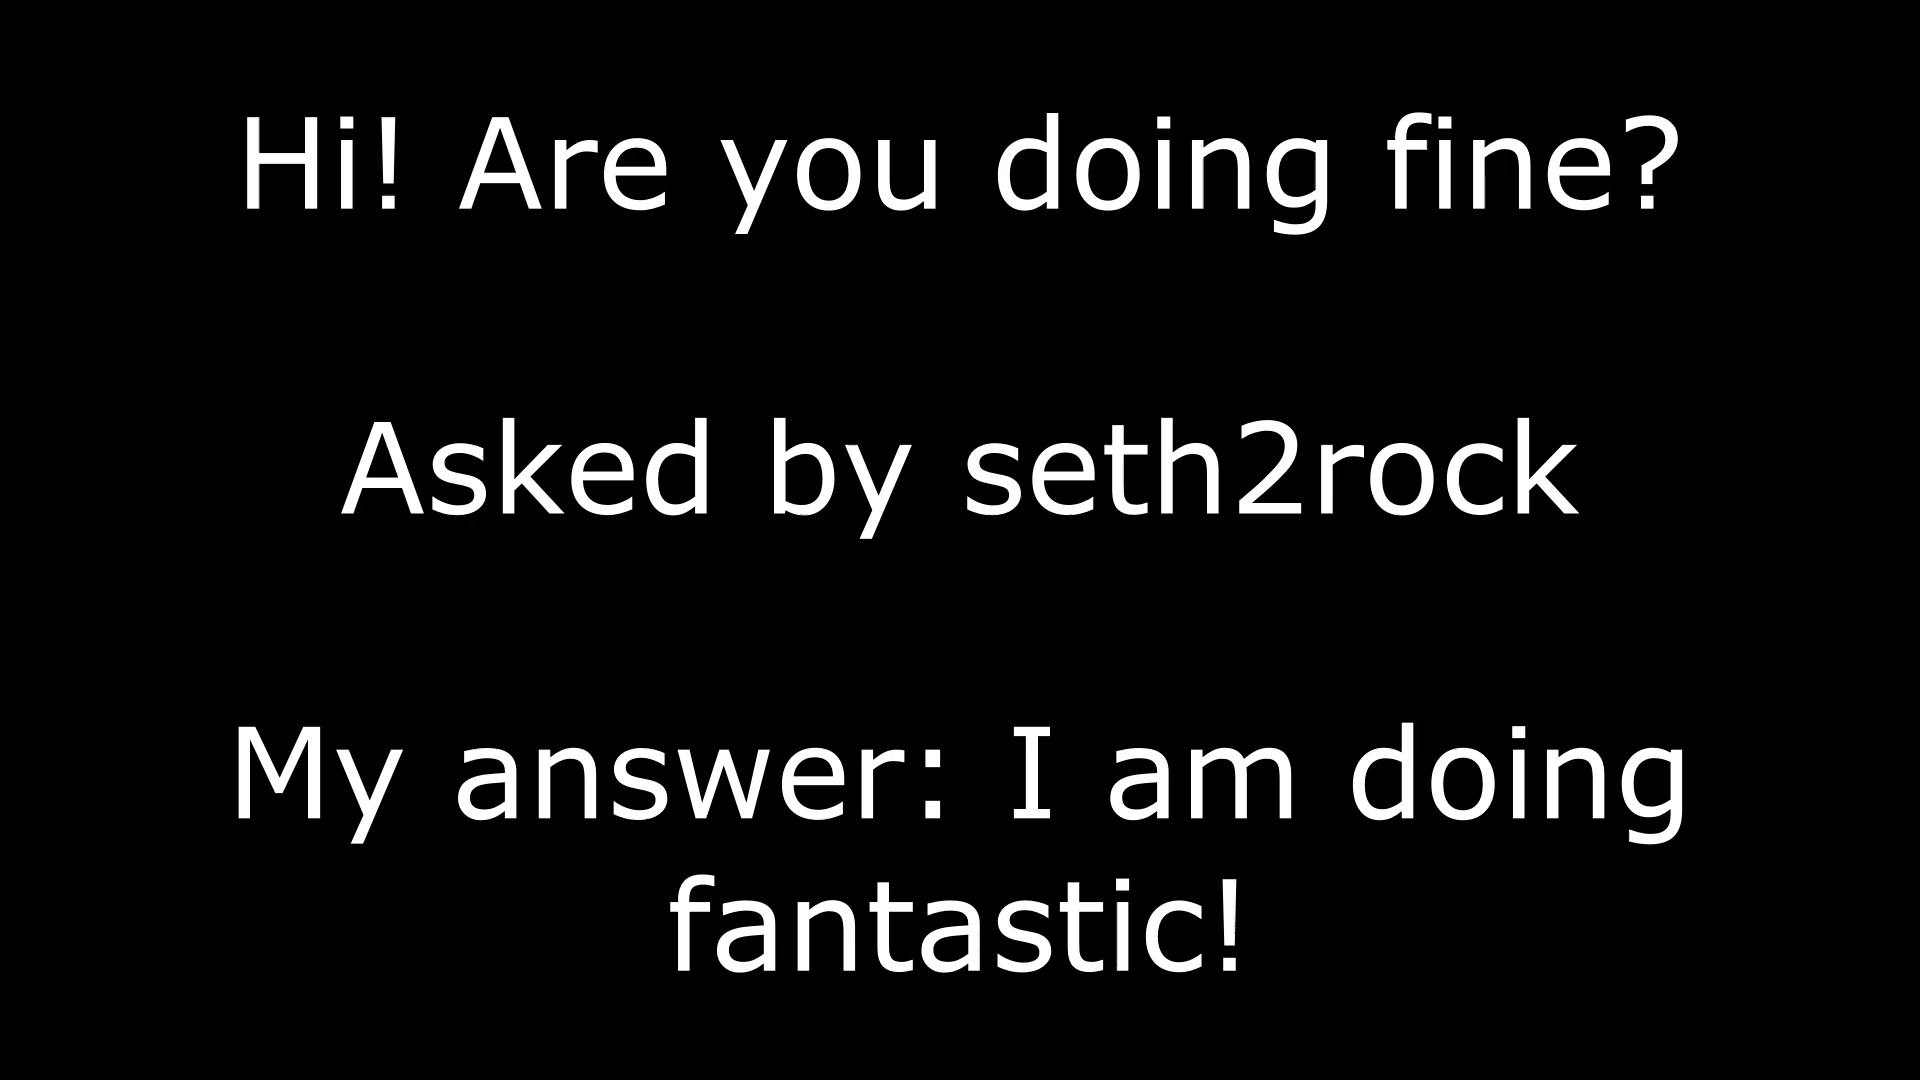 Hi! Are you doing fine?
Asked by seth2rock
My answer: I am doing
fantastic!